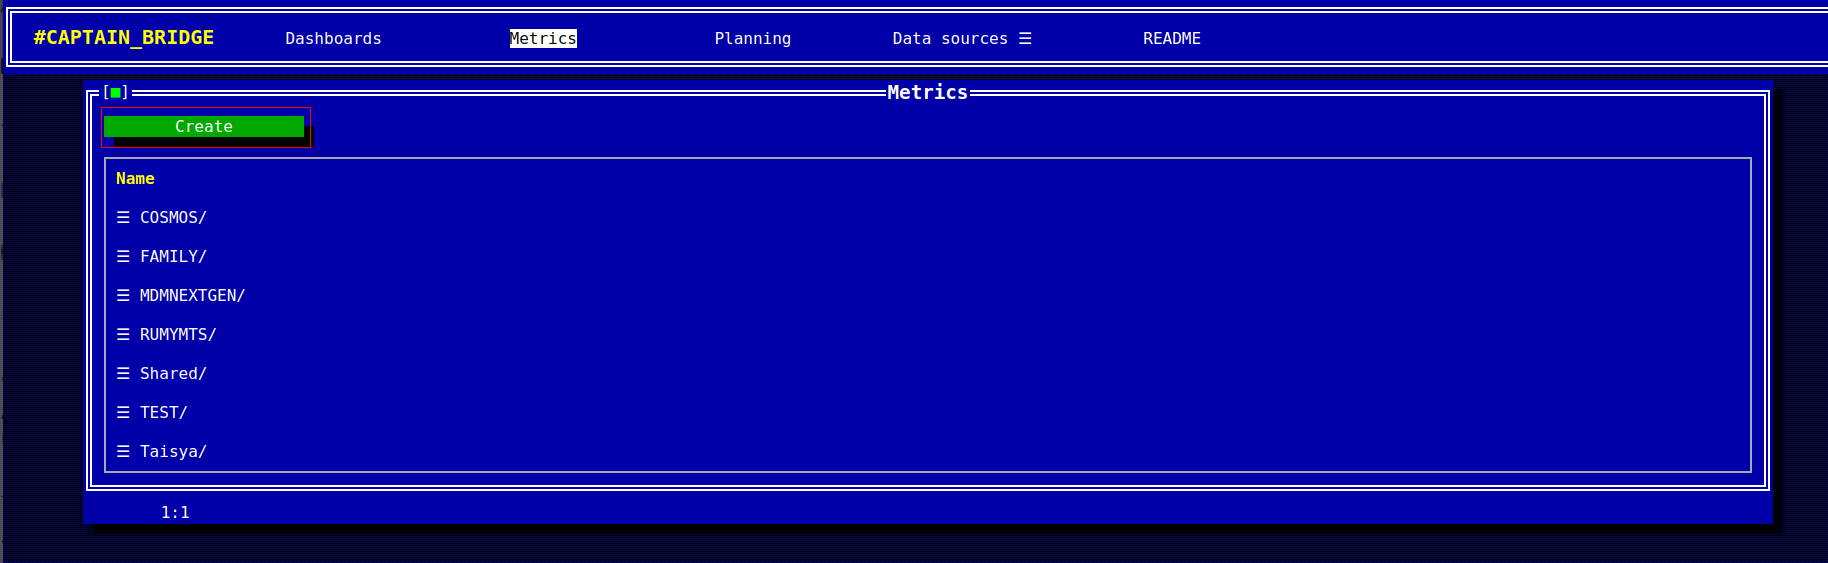 #CAPTAIN_BRIDGE Dashboards Metrics Planning Data sources ☰ README
[■] Metrics
Create
Name
☰ COSMOS/
☰ FAMILY/
☰ MDMNEXTGEN/
☰ RUMYMTS/
☰ Shared/
☰ TEST/
☰ Taisya/
1:1